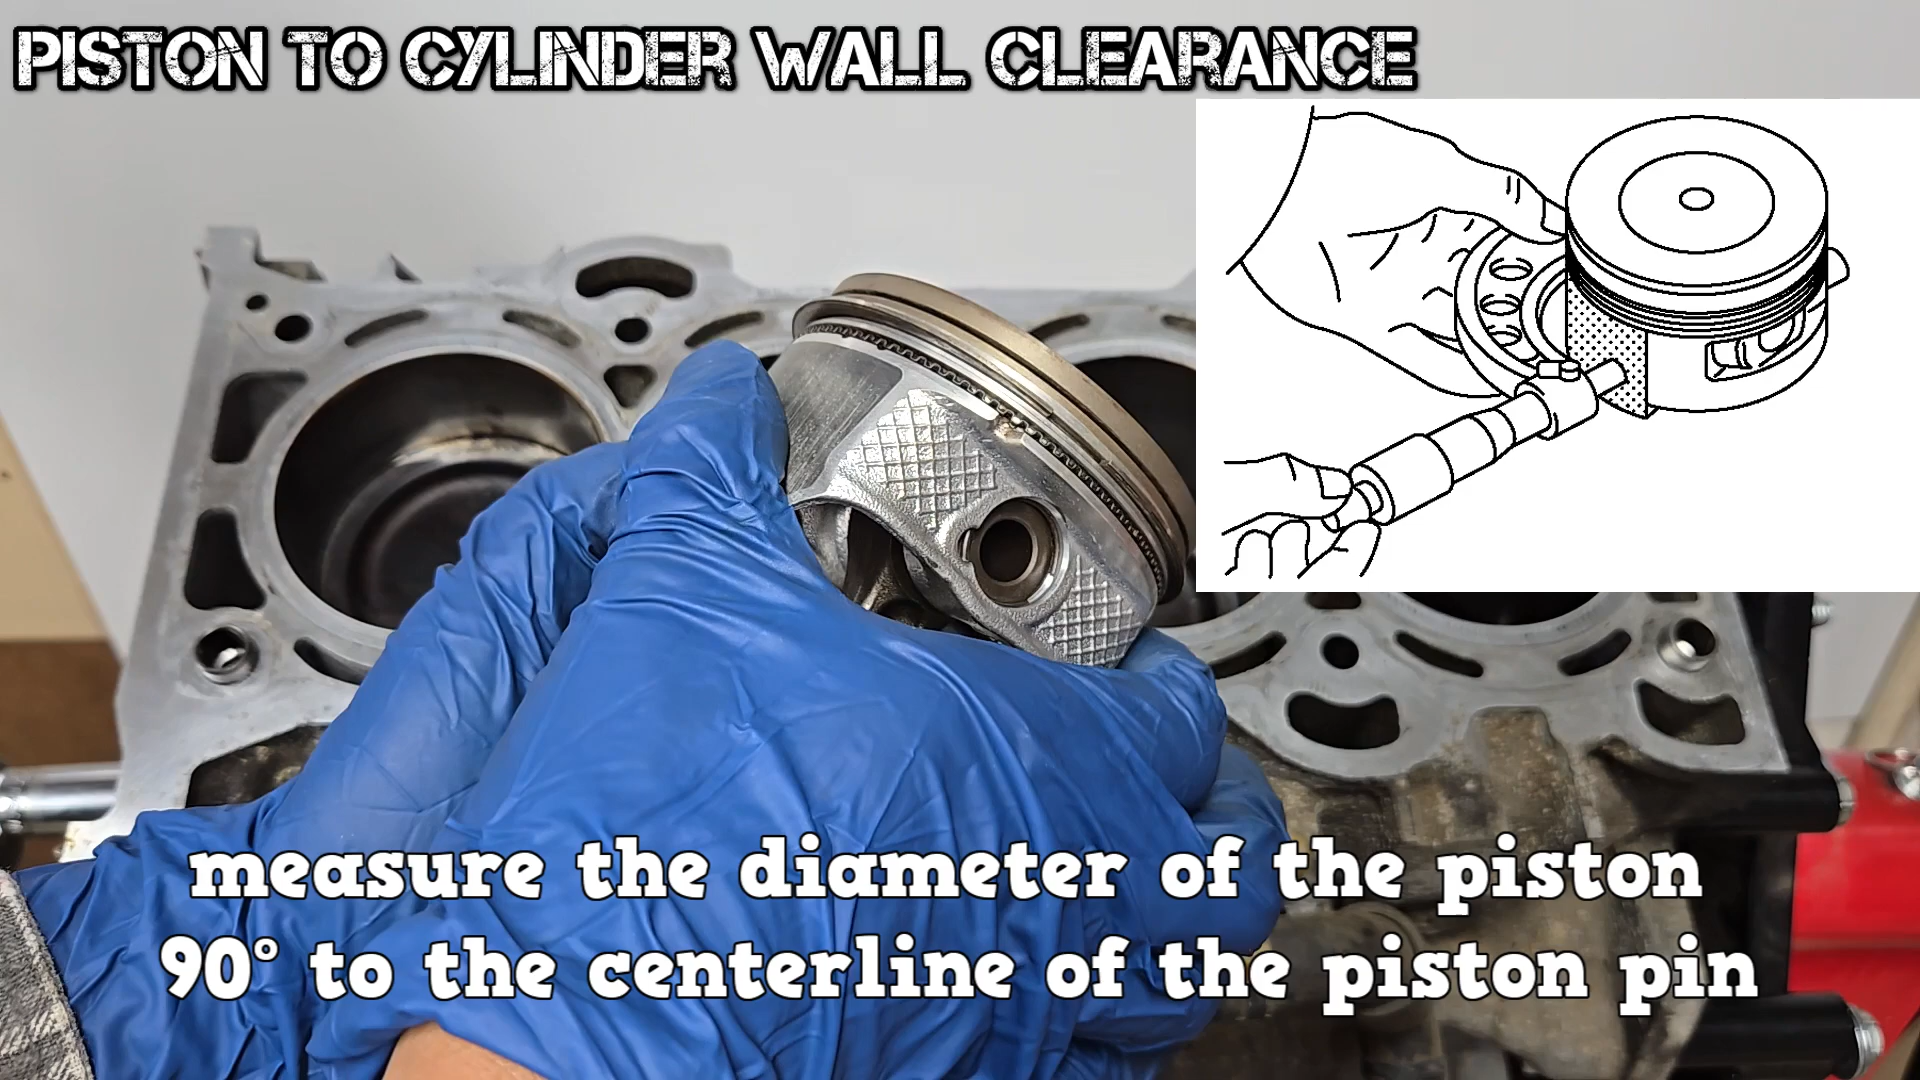 PISTON TO CYLINDER WALL CLEARANCE
measure the diameter of the piston
90° to the centerline of the piston pin